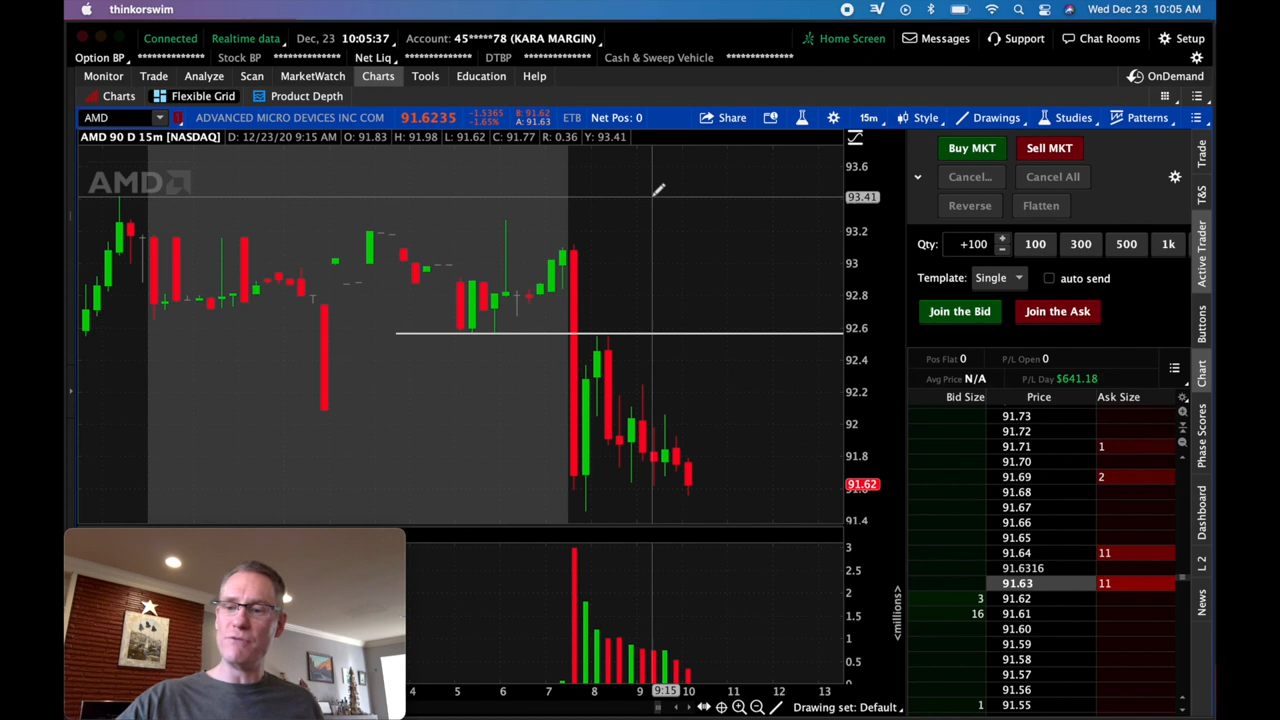 thinkorswim Wed Dec 23 10:05 AM
Connected Realtime data Dec, 23 10:05:37 Account: 45*****78 (KARA MARGIN) Home Screen Messages Support Chat Rooms Setup
Option BP Stock BP Net Liq DTBP Cash & Sweep Vehicle
Monitor Trade Analyze Scan MarketWatch Charts Tools Education Help OnDemand
Charts Flexible Grid Product Depth
AMD ADVANCED MICRO DEVICES INC COM 91.6235 -1.5365 -1.65% B: 91.62 A: 91.63 ETB Net Pos: 0 Share 15m Style Drawings Studies Patterns
AMD 90 D 15m [NASDAQ] D: 12/23/20 9:15 AM O: 91.83 H: 91.98 L: 91.62 C: 91.77 R: 0.36 Y: 93.41
AMD
93.6
93.41
93.2
93
92.8
92.6
92.4
92.2
92
91.8
91.62
91.4
3
2.5
2
1.5
1
0.5
<millions>
4 5 6 7 8 9 9:15 10 11 12 13
Drawing set: Default
Buy MKT Sell MKT
Cancel... Cancel All
Reverse Flatten
Qty: +100 100 300 500 1k
Template: Single auto send
Join the Bid Join the Ask
Pos Flat 0 P/L Open 0
Avg Price N/A P/L Day $641.18
Bid Size Price Ask Size
91.73
91.72
91.71 1
91.70
91.69 2
91.68
91.67
91.66
91.65
91.64 11
91.6316
91.63 11
3 91.62
16 91.61
91.60
91.59
91.58
91.57
91.56
1 91.55
Trade
T&S
Active Trader
Buttons
Chart
Phase Scores
Dashboard
L 2
News